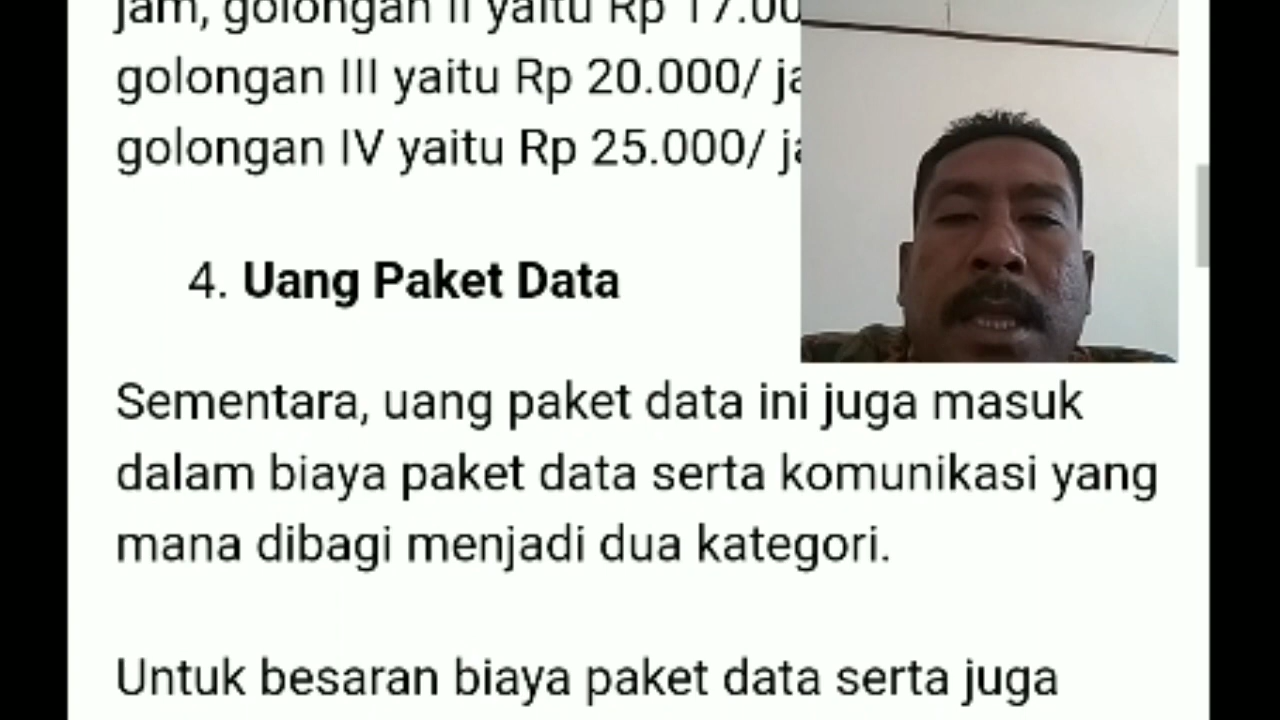 jam, golongan II yaitu Rp 17.00
golongan III yaitu Rp 20.000/
golongan IV yaitu Rp 25.000/
4. Uang Paket Data
Sementara, uang paket data ini juga masuk
dalam biaya paket data serta komunikasi yang
mana dibagi menjadi dua kategori.
Untuk besaran biaya paket data serta juga